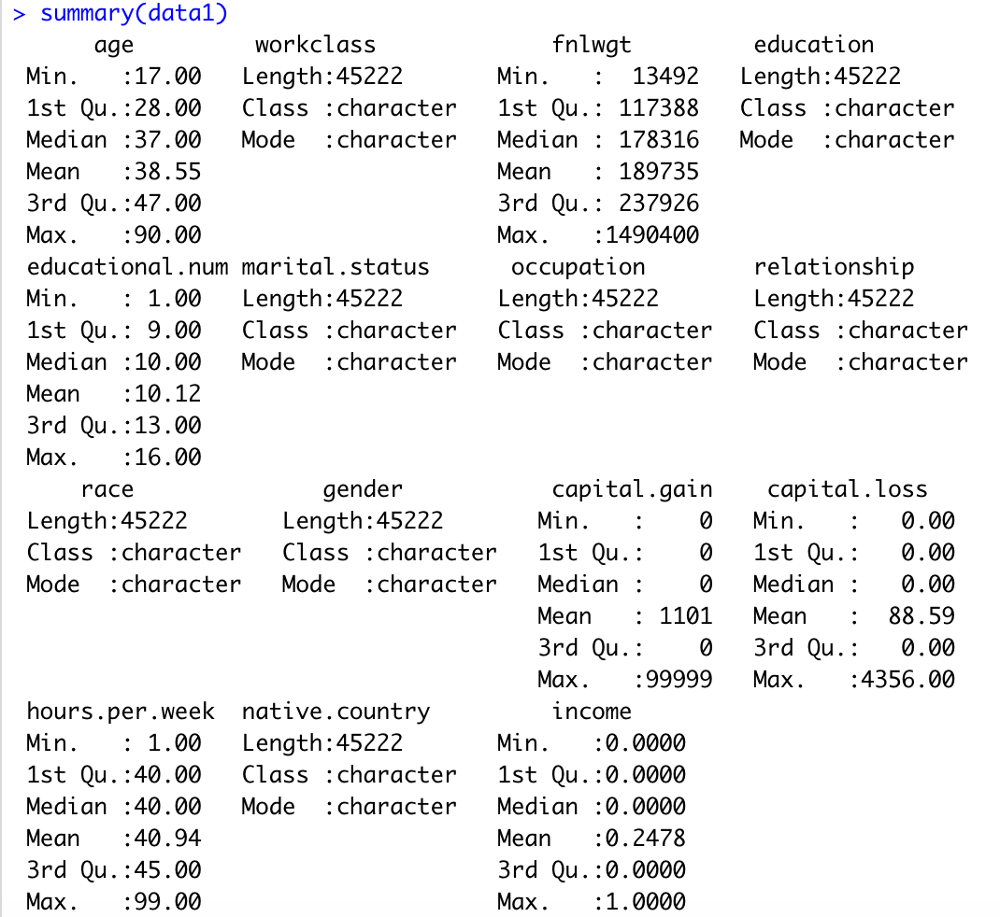 > summary(data1)
      age         workclass             fnlwgt         education
 Min.   :17.00   Length:45222       Min.   :  13492   Length:45222
 1st Qu.:28.00   Class :character   1st Qu.: 117388   Class :character
 Median :37.00   Mode  :character   Median : 178316   Mode  :character
 Mean   :38.55                      Mean   : 189735
 3rd Qu.:47.00                      3rd Qu.: 237926
 Max.   :90.00                      Max.   :1490400
 educational.num marital.status      occupation        relationship
 Min.   : 1.00   Length:45222       Length:45222       Length:45222
 1st Qu.: 9.00   Class :character   Class :character   Class :character
 Median :10.00   Mode  :character   Mode  :character   Mode  :character
 Mean   :10.12
 3rd Qu.:13.00
 Max.   :16.00
     race              gender           capital.gain    capital.loss
 Length:45222       Length:45222       Min.   :    0   Min.   :   0.00
 Class :character   Class :character   1st Qu.:    0   1st Qu.:   0.00
 Mode  :character   Mode  :character   Median :    0   Median :   0.00
                                       Mean   : 1101   Mean   :  88.59
                                       3rd Qu.:    0   3rd Qu.:   0.00
                                       Max.   :99999   Max.   :4356.00
 hours.per.week  native.country         income
 Min.   : 1.00   Length:45222       Min.   :0.0000
 1st Qu.:40.00   Class :character   1st Qu.:0.0000
 Median :40.00   Mode  :character   Median :0.0000
 Mean   :40.94                      Mean   :0.2478
 3rd Qu.:45.00                      3rd Qu.:0.0000
 Max.   :99.00                      Max.   :1.0000